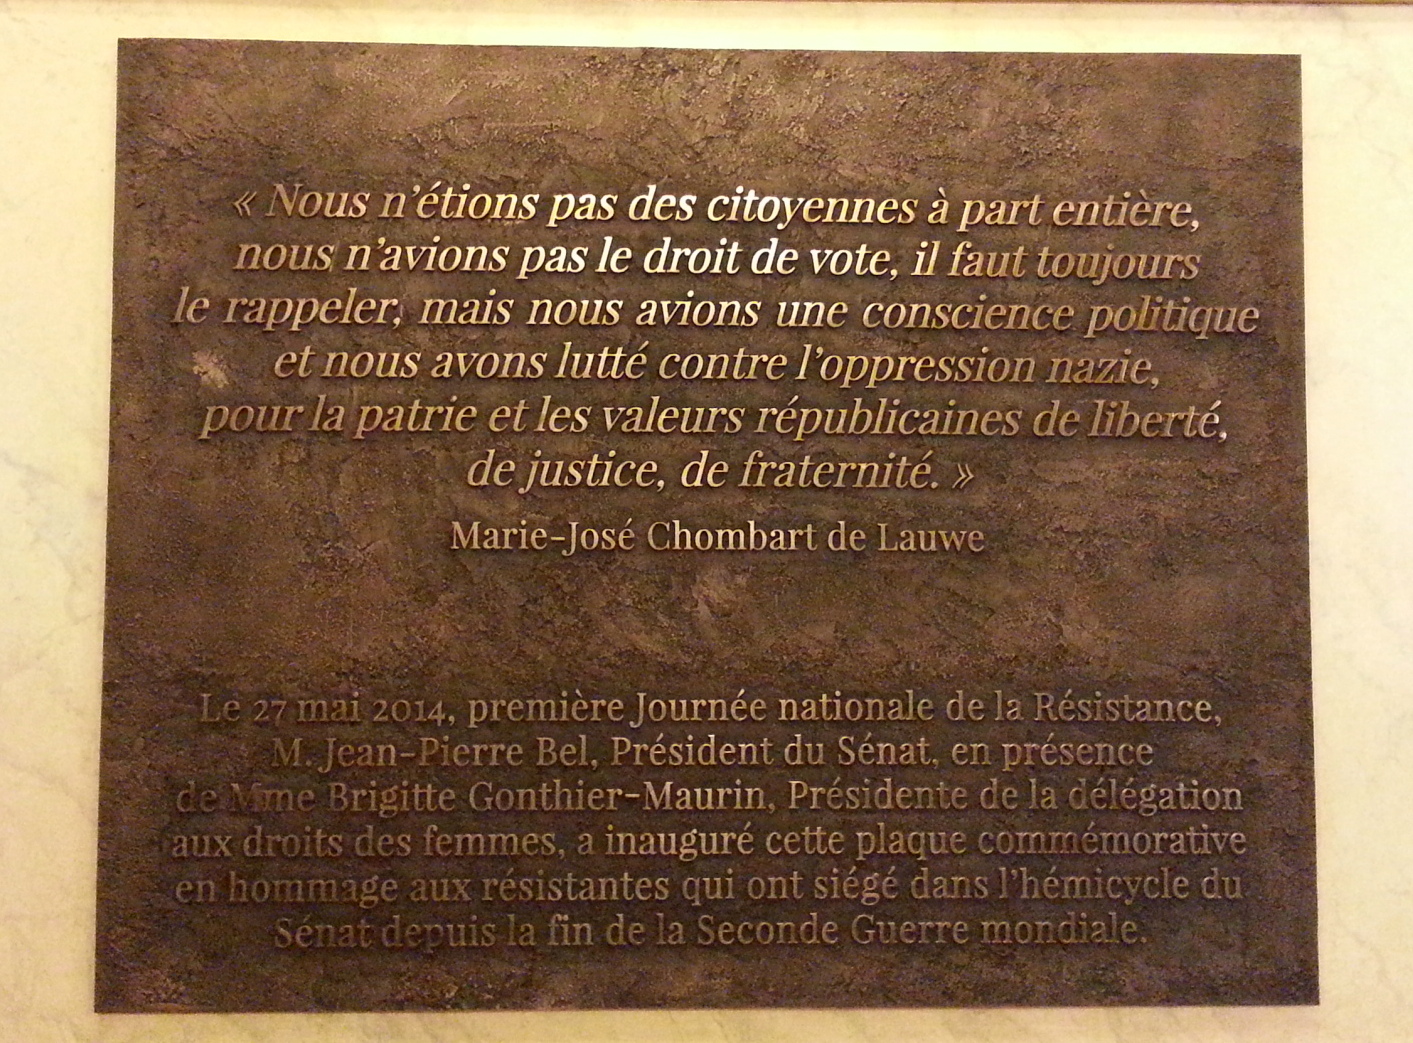 « Nous n’étions pas des citoyennes à part entière,
nous n’avions pas le droit de vote, il faut toujours
le rappeler, mais nous avions une conscience politique
et nous avons lutté contre l’oppression nazie,
pour la patrie et les valeurs républicaines de liberté,
de justice, de fraternité. »
Marie-José Chombart de Lauwe
Le 27 mai 2014, première Journée nationale de la Résistance,
M. Jean-Pierre Bel, Président du Sénat, en présence
de Mme Brigitte Gonthier-Maurin, Présidente de la délégation
aux droits des femmes, a inauguré cette plaque commémorative
en hommage aux résistantes qui ont siégé dans l’hémicycle du
Sénat depuis la fin de la Seconde Guerre mondiale.